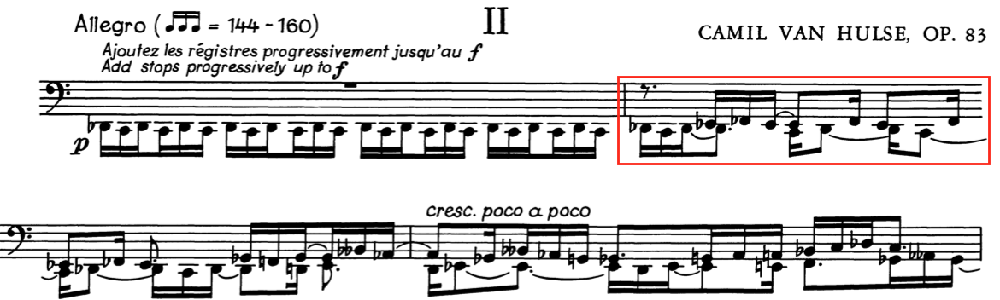 II
Allegro ( = 144 - 160)
CAMIL VAN HULSE, OP. 83
Ajoutez les régistres progressivement jusqu'au f
Add stops progressively up to f
p
cresc. poco a poco